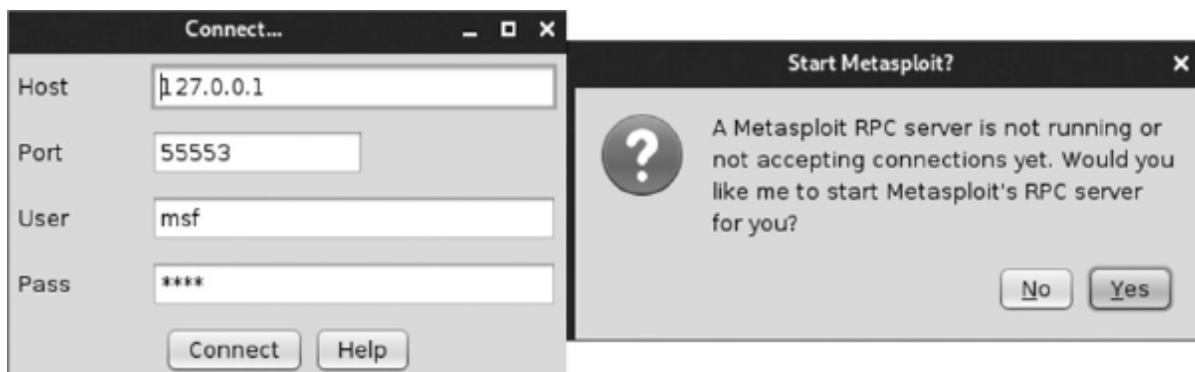 Connect...
Host
127.0.0.1
Port
55553
User
msf
Pass
****
Connect
Help
Start Metasploit?
A Metasploit RPC server is not running or
not accepting connections yet. Would you
like me to start Metasploit's RPC server
for you?
No
Yes